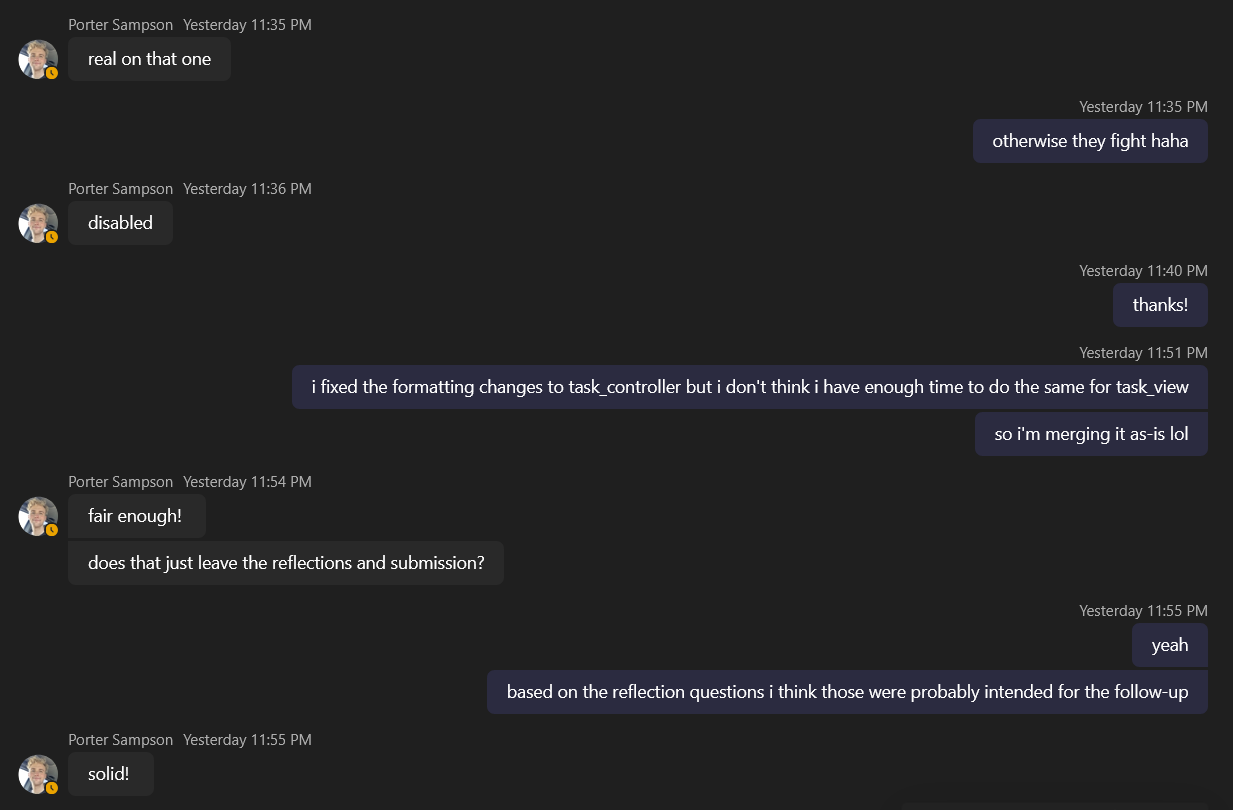 Porter Sampson Yesterday 11:35 PM
real on that one
Yesterday 11:35 PM
otherwise they fight haha
Porter Sampson Yesterday 11:36 PM
disabled
Yesterday 11:40 PM
thanks!
Yesterday 11:51 PM
i fixed the formatting changes to task_controller but i don't think i have enough time to do the same for task_view
so i'm merging it as-is lol
Porter Sampson Yesterday 11:54 PM
fair enough!
does that just leave the reflections and submission?
Yesterday 11:55 PM
yeah
based on the reflection questions i think those were probably intended for the follow-up
Porter Sampson Yesterday 11:55 PM
solid!